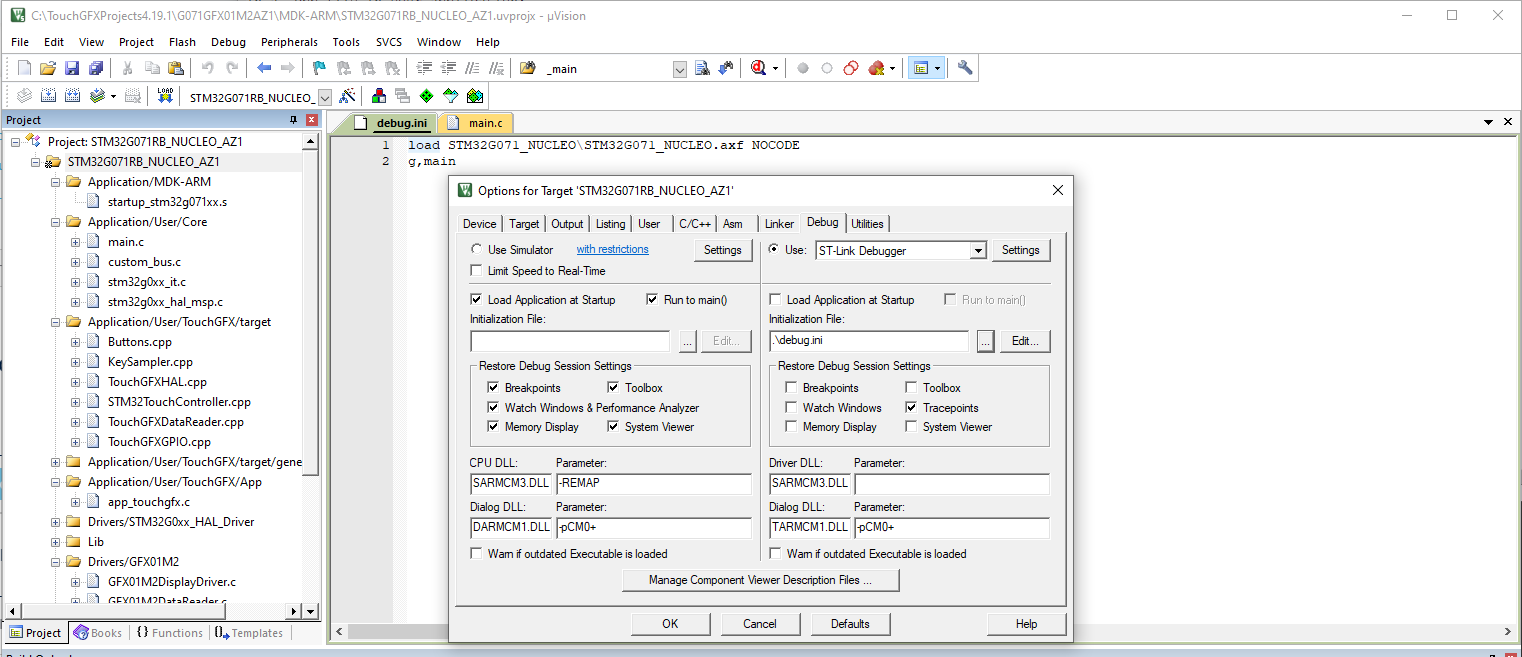 C:\TouchGFXProjects4.19.1\G071GFX01M2AZ1\MDK-ARM\STM32G071RB_NUCLEO_AZ1.uvprojx - µVision
File Edit View Project Flash Debug Peripherals Tools SVCS Window Help
_main
LOAD STM32G071RB_NUCLEO_
Project
debug.ini main.c
Project: STM32G071RB_NUCLEO_AZ1
STM32G071RB_NUCLEO_AZ1
Application/MDK-ARM
startup_stm32g071xx.s
Application/User/Core
main.c
custom_bus.c
stm32g0xx_it.c
stm32g0xx_hal_msp.c
Application/User/TouchGFX/target
Buttons.cpp
KeySampler.cpp
TouchGFXHAL.cpp
STM32TouchController.cpp
TouchGFXDataReader.cpp
TouchGFXGPIO.cpp
Application/User/TouchGFX/target/gene
Application/User/TouchGFX/App
app_touchgfx.c
Drivers/STM32G0xx_HAL_Driver
Lib
Drivers/GFX01M2
GFX01M2DisplayDriver.c
GFX01M2DataReader.c
Project Books {} Functions Templates
1 load STM32G071_NUCLEO\STM32G071_NUCLEO.axf NOCODE
2 g,main
Options for Target 'STM32G071RB_NUCLEO_AZ1'
Device Target Output Listing User C/C++ Asm Linker Debug Utilities
Use Simulator with restrictions Settings
Limit Speed to Real-Time
Use: ST-Link Debugger Settings
Load Application at Startup Run to main()
Initialization File:
... Edit...
Load Application at Startup Run to main()
Initialization File:
.\debug.ini ... Edit...
Restore Debug Session Settings
Breakpoints Toolbox
Watch Windows & Performance Analyzer
Memory Display System Viewer
Restore Debug Session Settings
Breakpoints Toolbox
Watch Windows Tracepoints
Memory Display System Viewer
CPU DLL: Parameter:
SARMCM3.DLL -REMAP
Dialog DLL: Parameter:
DARMCM1.DLL -pCM0+
Warn if outdated Executable is loaded
Driver DLL: Parameter:
SARMCM3.DLL
Dialog DLL: Parameter:
TARMCM1.DLL -pCM0+
Warn if outdated Executable is loaded
Manage Component Viewer Description Files ...
OK Cancel Defaults Help